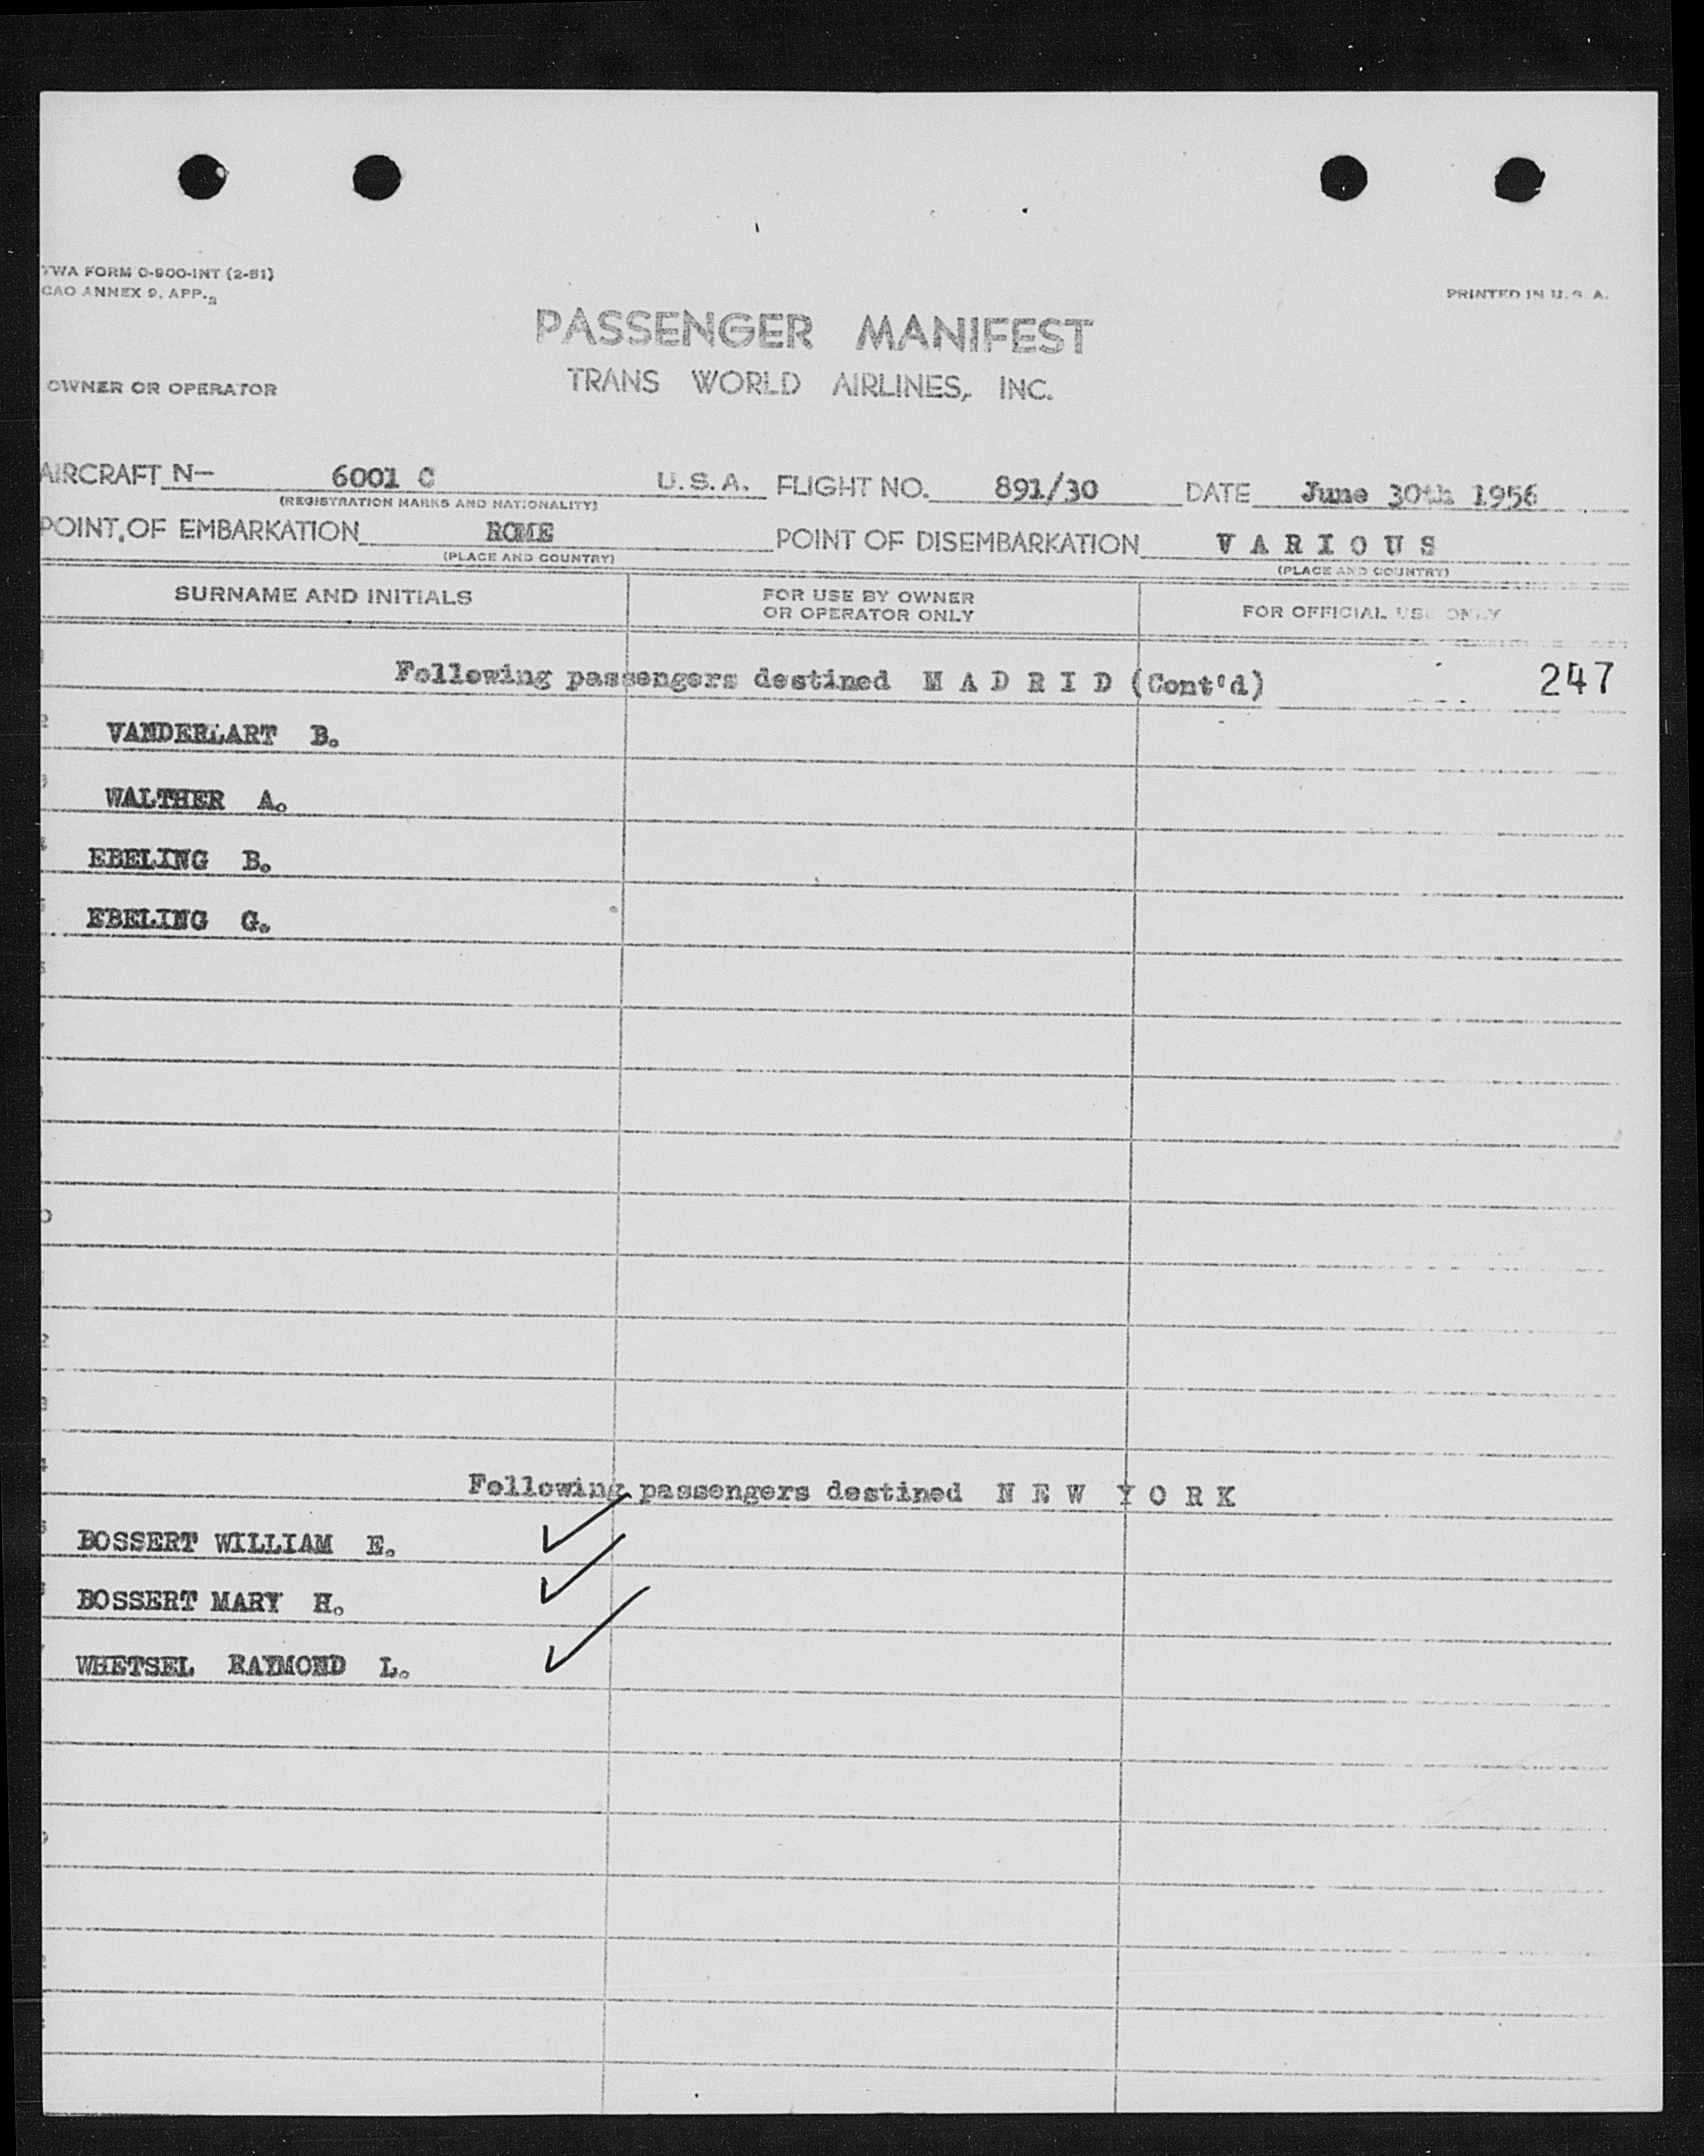 TWA FORM O-900-INT (2-51)
CAO ANNEX 9, APP. 2
PRINTED IN U. S. A.
PASSENGER MANIFEST
OWNER OR OPERATOR
TRANS WORLD AIRLINES, INC.
AIRCRAFT N- 6001 C U.S.A. FLIGHT NO. 891/30 DATE June 30th 1956
(REGISTRATION MARKS AND NATIONALITY)
POINT OF EMBARKATION ROME POINT OF DISEMBARKATION V A R I O U S
(PLACE AND COUNTRY) (PLACE AND COUNTRY)
SURNAME AND INITIALS FOR USE BY OWNER OR OPERATOR ONLY FOR OFFICIAL USE ONLY
Following passengers destined M A D R I D (Cont'd) 247
VANDERLART B.
WALTHER A.
EBELING B.
EBELING G.
Following passengers destined N E W Y O R K
BOSSERT WILLIAM E.
BOSSERT MARY H.
WHETSEL RAYMOND L.